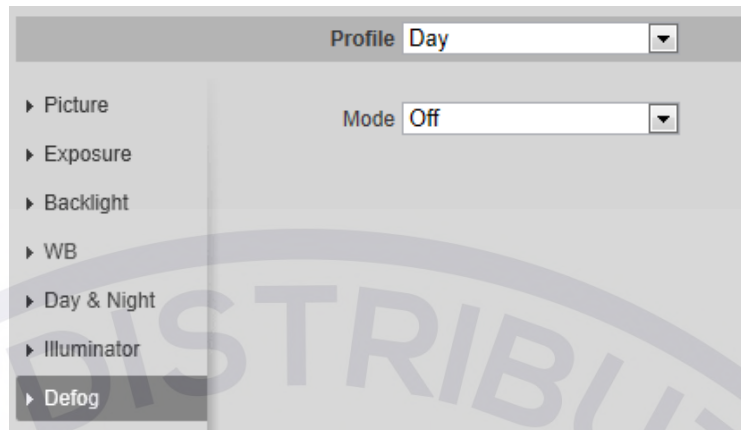 Profile Day
Picture
Mode Off
Exposure
Backlight
WB
Day & Night
Illuminator
Defog